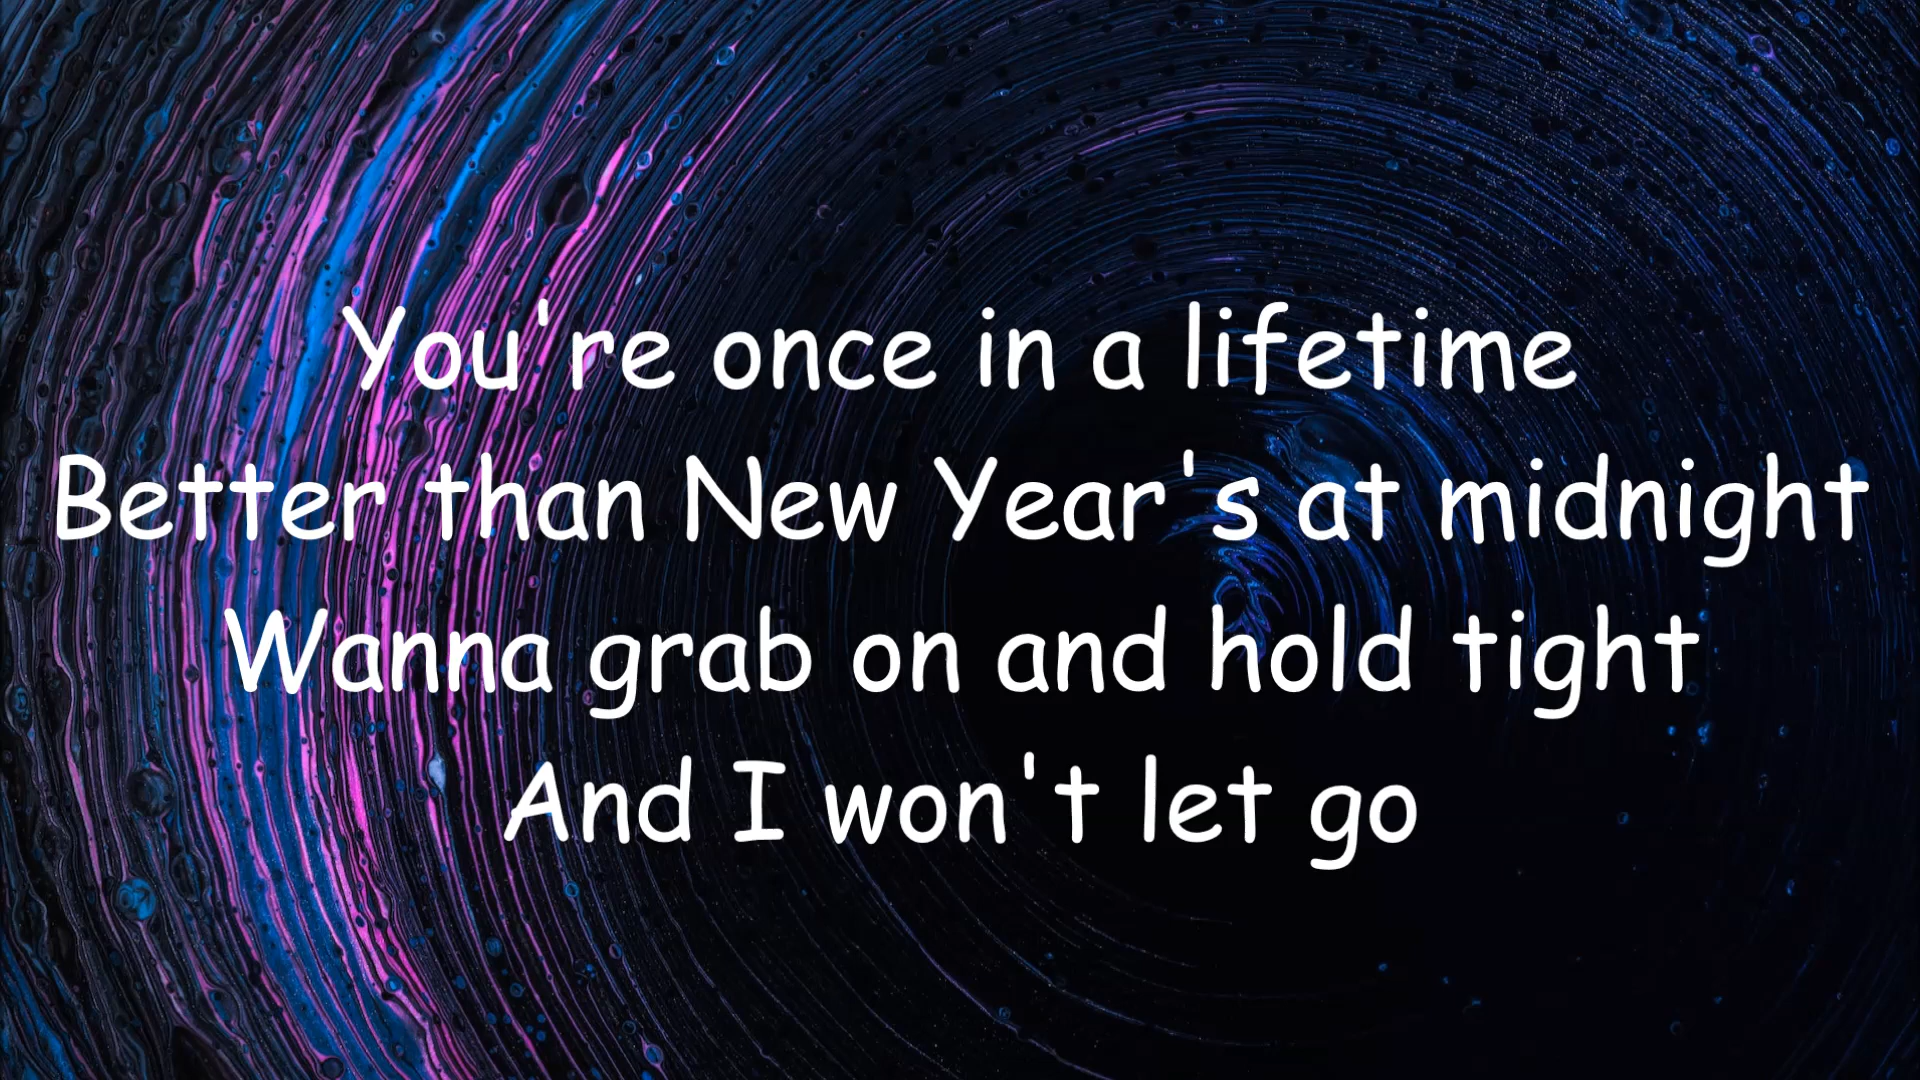 You're once in a lifetime
Better than New Year's at midnight
Wanna grab on and hold tight
And I won't let go